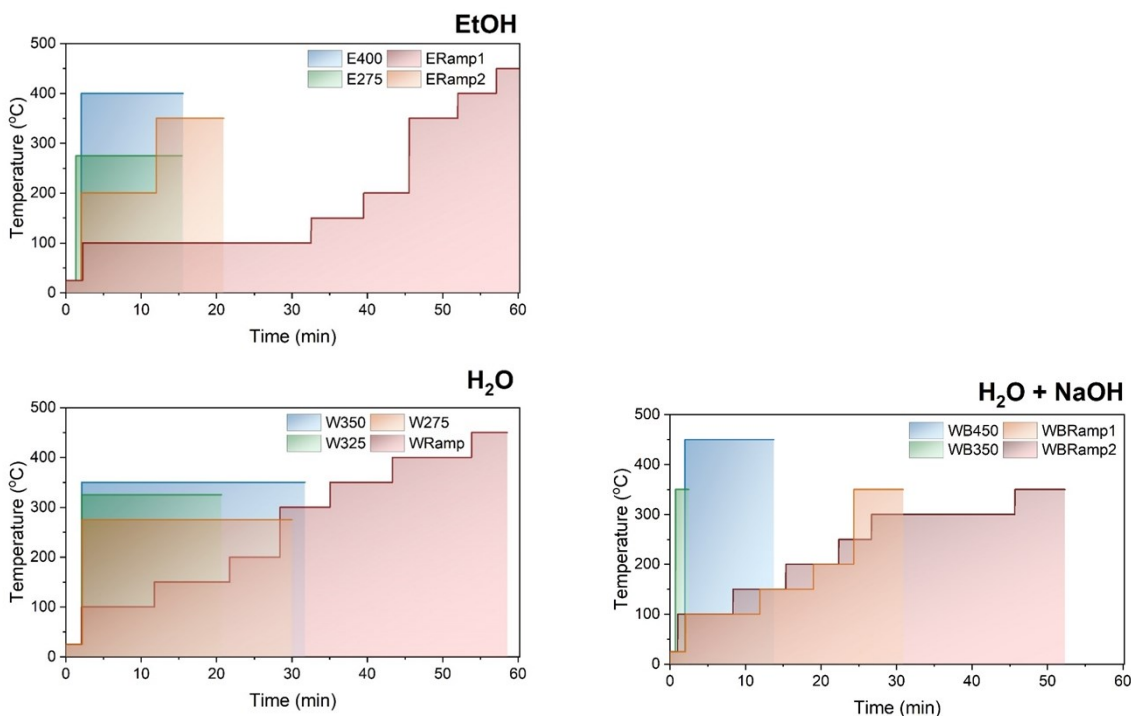 EtOH
500
400
300
200
100
0
Temperature (°C)
E400 ERamp1
E275 ERamp2
0 10 20 30 40 50 60
Time (min)
H₂O
500
400
300
200
100
0
Temperature (°C)
W350 W275
W325 WRamp
0 10 20 30 40 50 60
Time (min)
H₂O + NaOH
500
400
300
200
100
0
Temperature (°C)
WB450 WBRamp1
WB350 WBRamp2
0 10 20 30 40 50 60
Time (min)